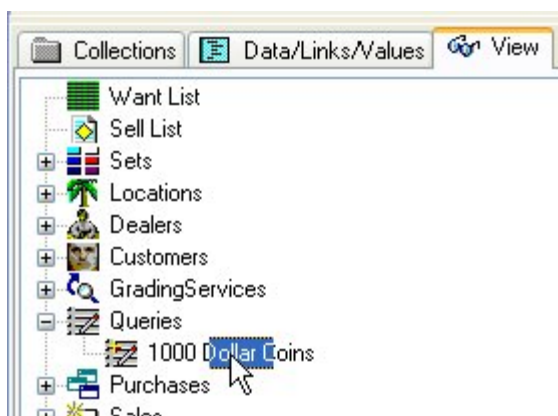 Collections Data/Links/Values View
Want List
Sell List
Sets
Locations
Dealers
Customers
GradingServices
Queries
1000 Dollar Coins
Purchases
Sales